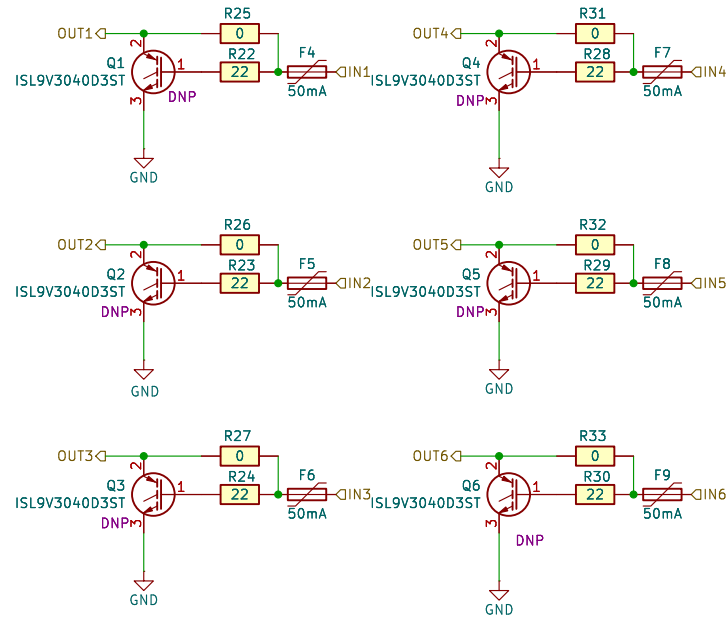 R25
OUT1
0
2
Q1
R22
F4
ISL9V3040D3ST
1
22
IN1
3
DNP
50mA
GND
R31
OUT4
0
2
Q4
R28
F7
ISL9V3040D3ST
1
22
IN4
DNP
3
50mA
GND
R26
OUT2
0
2
Q2
R23
F5
ISL9V3040D3ST
1
22
IN2
DNP
3
50mA
GND
R32
OUT5
0
2
Q5
R29
F8
ISL9V3040D3ST
1
22
IN5
DNP
3
50mA
GND
R27
OUT3
0
2
Q3
R24
F6
ISL9V3040D3ST
1
22
IN3
DNP
3
50mA
GND
R33
OUT6
0
2
Q6
R30
F9
ISL9V3040D3ST
1
22
IN6
3
50mA
DNP
GND